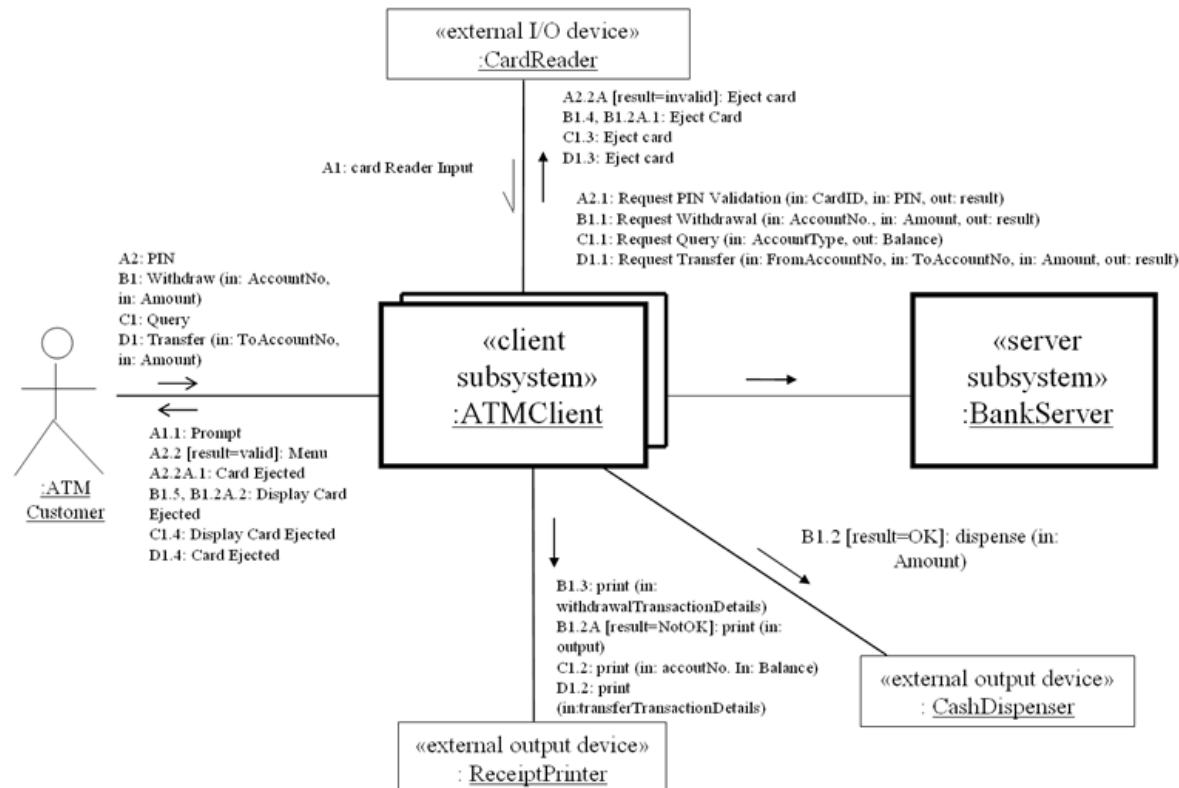 «external I/O device»
:CardReader
A2.2A [result=invalid]: Eject card
B1.4, B1.2A.1: Eject Card
C1.3: Eject card
D1.3: Eject card
A1: card Reader Input
A2.1: Request PIN Validation (in: CardID, in: PIN, out: result)
B1.1: Request Withdrawal (in: AccountNo., in: Amount, out: result)
C1.1: Request Query (in: AccountType, out: Balance)
D1.1: Request Transfer (in: FromAccountNo, in: ToAccountNo, in: Amount, out: result)
A2: PIN
B1: Withdraw (in: AccountNo,
in: Amount)
C1: Query
D1: Transfer (in: ToAccountNo,
in: Amount)
«client
subsystem»
:ATMClient
«server
subsystem»
:BankServer
A1.1: Prompt
A2.2 [result=valid]: Menu
A2.2A.1: Card Ejected
B1.5, B1.2A.2: Display Card
Ejected
C1.4: Display Card Ejected
D1.4: Card Ejected
:ATM
Customer
B1.2 [result=OK]: dispense (in:
Amount)
B1.3: print (in:
withdrawalTransactionDetails)
B1.2A [result=NotOK]: print (in:
output)
C1.2: print (in: accoutNo. In: Balance)
D1.2: print
(in:transferTransactionDetails)
«external output device»
: CashDispenser
«external output device»
: ReceiptPrinter